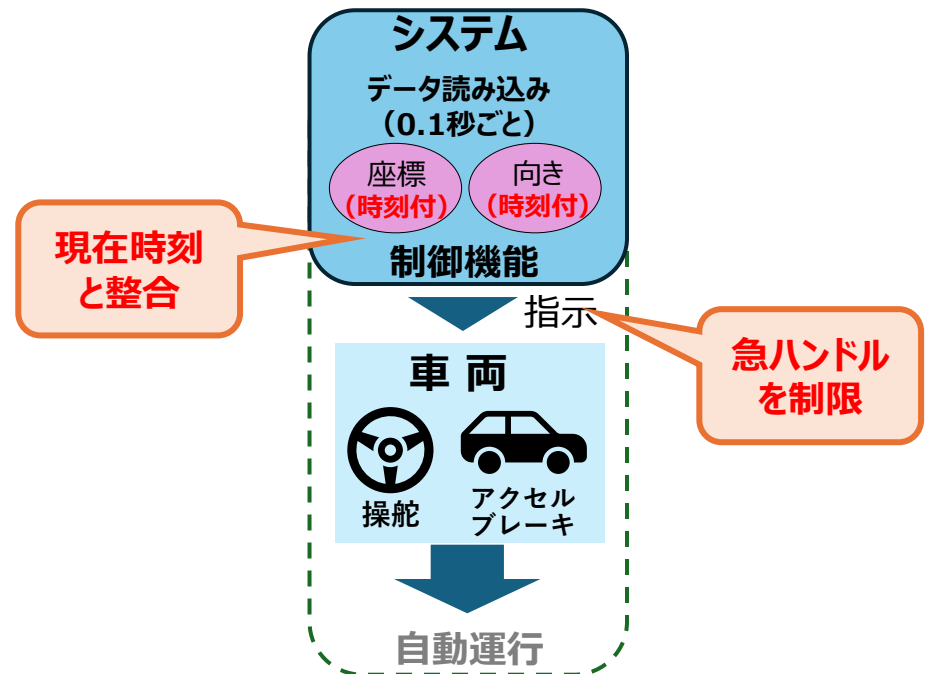 システム
データ読み込み
（0.1秒ごと）
座標
（時刻付）
向き
（時刻付）
現在時刻
と整合
制御機能
指示
急ハンドル
を制限
車 両
操舵
アクセル
ブレーキ
自動運行